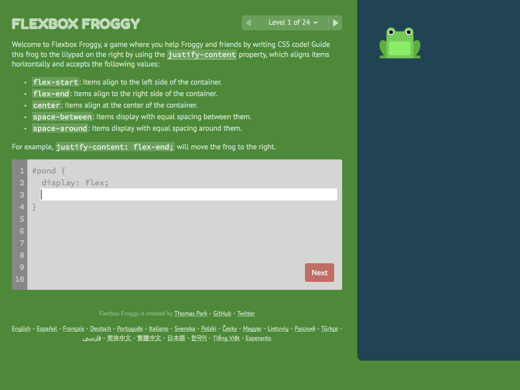 FLEXBOX FROGGY
Level 1 of 24
Welcome to Flexbox Froggy, a game where you help Froggy and friends by writing CSS code! Guide
this frog to the lilypad on the right by using the justify-content property, which aligns items
horizontally and accepts the following values:
• flex-start: Items align to the left side of the container.
• flex-end: Items align to the right side of the container.
• center: Items align at the center of the container.
• space-between: Items display with equal spacing between them.
• space-around: Items display with equal spacing around them.
For example, justify-content: flex-end; will move the frog to the right.
1 #pond {
2 display: flex;
3
4 }
5
6
7
8
9
10
Next
Flexbox Froggy is created by Thomas Park • GitHub • Twitter
English • Español • Français • Deutsch • Português • Italiano • Svenska • Polski • Česky • Magyar • Lietuvių • Русский • Türkçe •
فارسی • 简体中文 • 繁體中文 • 日本語 • 한국어 • Tiếng Việt • Esperanto